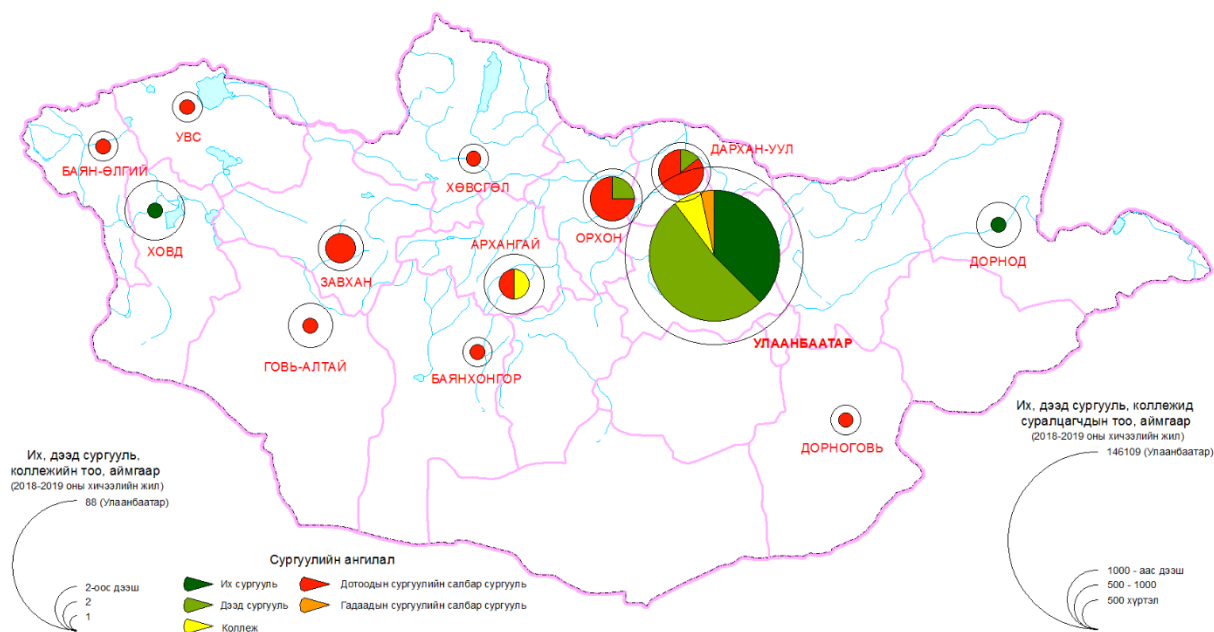 УВС
БАЯН-ӨЛГИЙ
ХОВД
ХӨВСГӨЛ
ДАРХАН-УУЛ
ОРХОН
АРХАНГАЙ
ЗАВХАН
ДОРНОД
ГОВЬ-АЛТАЙ
БАЯНХОНГОР
УЛААНБААТАР
ДОРНОГОВЬ
Их, дээд сургууль,
коллежийн тоо, аймгаар
(2018-2019 оны хичээлийн жил)
88 (Улаанбаатар)
2-оос дээш
2
1
Сургуулийн ангилал
Их сургууль
Дээд сургууль
Коллеж
Дотоодын сургуулийн салбар сургууль
Гадаадын сургуулийн салбар сургууль
Их, дээд сургууль, коллежид
суралцагчдын тоо, аймгаар
(2018-2019 оны хичээлийн жил)
146109 (Улаанбаатар)
1000 - аас дээш
500 - 1000
500 хүртэл